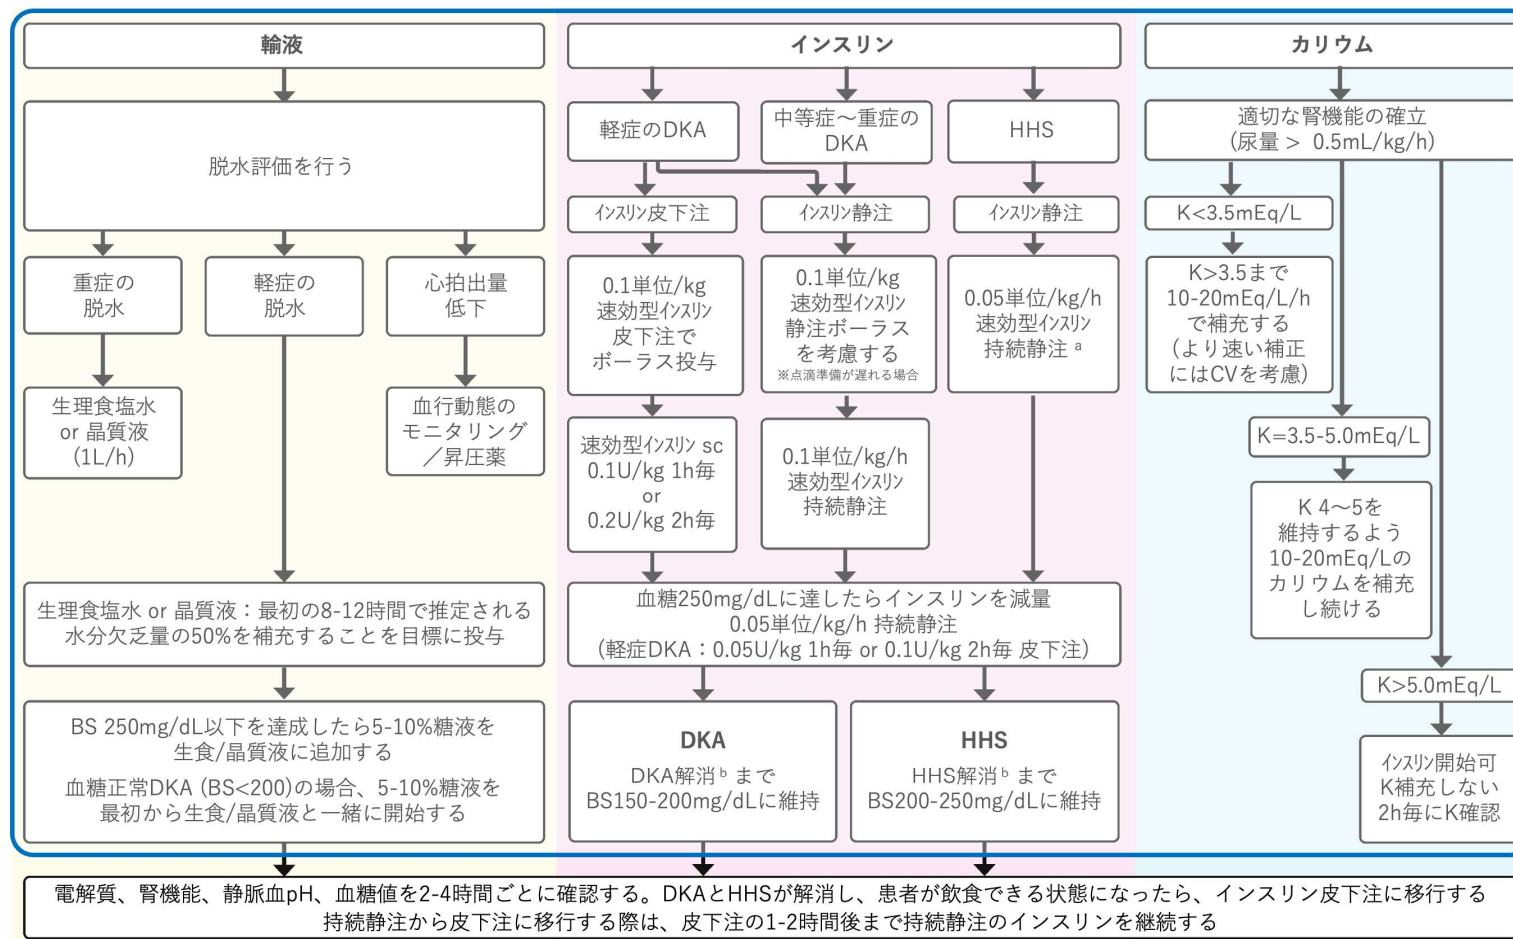 輸液
脱水評価を行う
重症の
脱水
軽症の
脱水
心拍出量
低下
生理食塩水
or 晶質液
(1L/h)
血行動態の
モニタリング
／昇圧薬
生理食塩水 or 晶質液：最初の8-12時間で推定される
水分欠乏量の50%を補充することを目標に投与
BS 250mg/dL以下を達成したら5-10%糖液を
生食/晶質液に追加する
血糖正常DKA (BS<200)の場合、5-10%糖液を
最初から生食/晶質液と一緒に開始する
インスリン
軽症のDKA
中等症〜重症の
DKA
HHS
ｲﾝｽﾘﾝ皮下注
ｲﾝｽﾘﾝ静注
ｲﾝｽﾘﾝ静注
0.1単位/kg
速効型ｲﾝｽﾘﾝ
皮下注で
ボーラス投与
0.1単位/kg
速効型ｲﾝｽﾘﾝ
静注ボーラス
を考慮する
※点滴準備が遅れる場合
0.05単位/kg/h
速効型ｲﾝｽﾘﾝ
持続静注 ᵃ
速効型ｲﾝｽﾘﾝ sc
0.1U/kg 1h毎
or
0.2U/kg 2h毎
0.1単位/kg/h
速効型ｲﾝｽﾘﾝ
持続静注
血糖250mg/dLに達したらインスリンを減量
0.05単位/kg/h 持続静注
(軽症DKA：0.05U/kg 1h毎 or 0.1U/kg 2h毎 皮下注)
DKA
DKA解消 ᵇ まで
BS150-200mg/dLに維持
HHS
HHS解消 ᵇ まで
BS200-250mg/dLに維持
カリウム
適切な腎機能の確立
(尿量 > 0.5mL/kg/h)
K<3.5mEq/L
K>3.5まで
10-20mEq/L/h
で補充する
(より速い補正
にはCVを考慮)
K=3.5-5.0mEq/L
K 4〜5を
維持するよう
10-20mEq/Lの
カリウムを補充
し続ける
K>5.0mEq/L
ｲﾝｽﾘﾝ開始可
K補充しない
2h毎にK確認
電解質、腎機能、静脈血pH、血糖値を2-4時間ごとに確認する。DKAとHHSが解消し、患者が飲食できる状態になったら、インスリン皮下注に移行する
持続静注から皮下注に移行する際は、皮下注の1-2時間後まで持続静注のインスリンを継続する